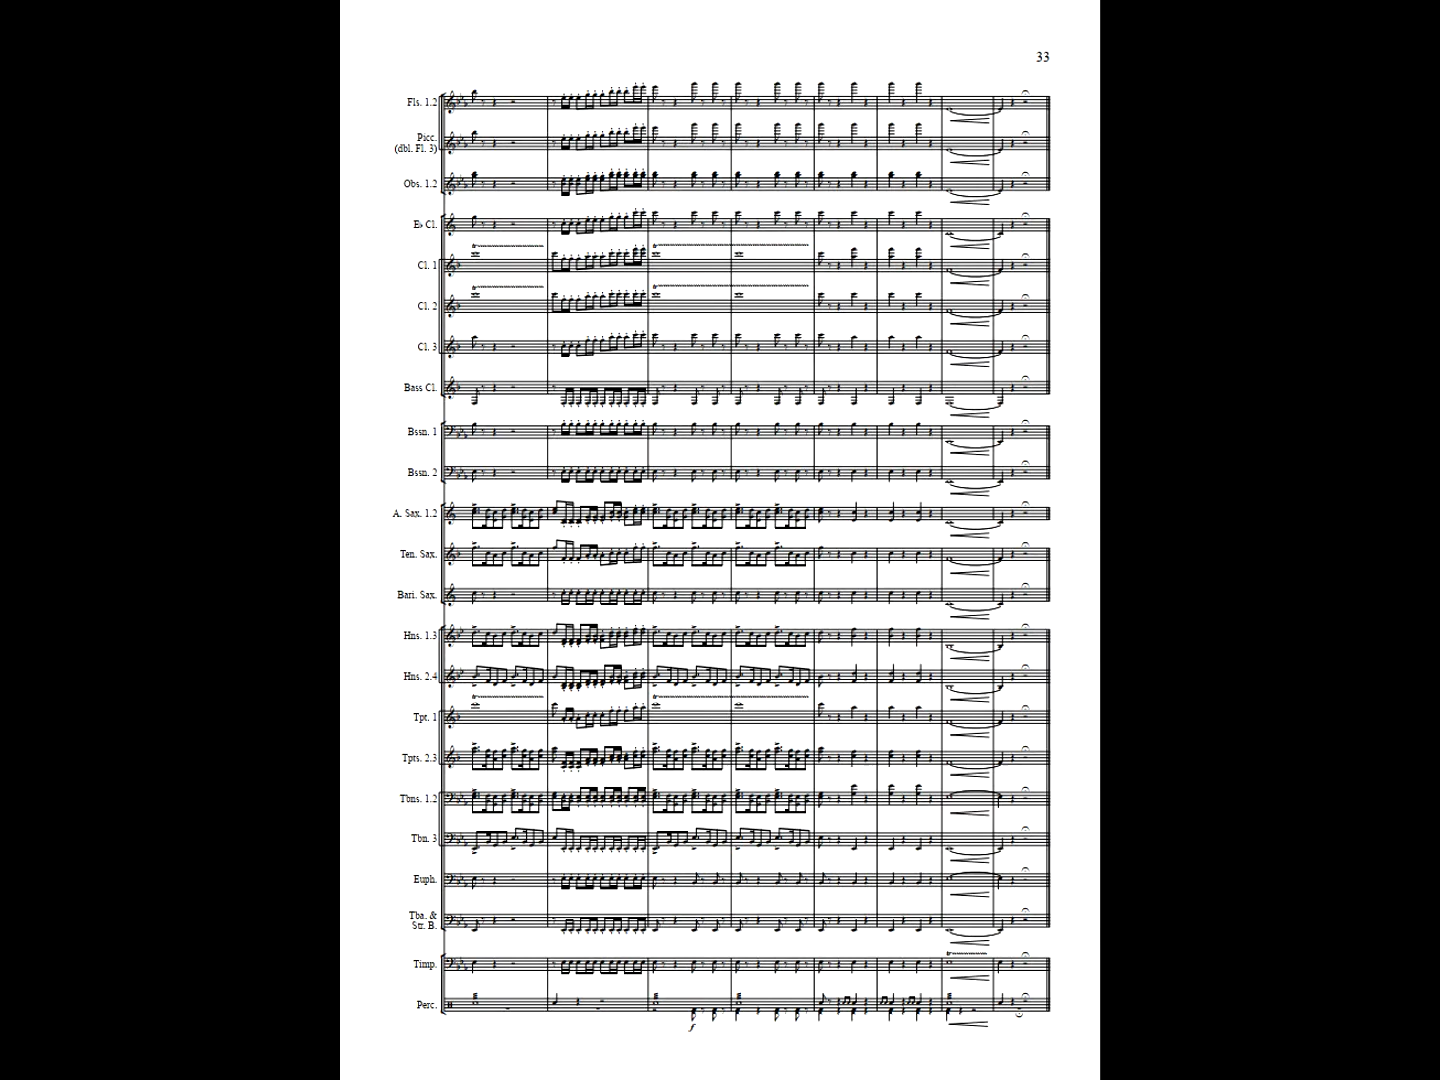 33
Fls. 1.2
Picc.
(dbl. Fl. 3)
Obs. 1.2
E♭ Cl.
Cl. 1
Cl. 2
Cl. 3
Bass Cl.
Bssn. 1
Bssn. 2
A. Sax. 1.2
Ten. Sax.
Bari. Sax.
Hns. 1.3
Hns. 2.4
Tpt. 1
Tpts. 2.3
Tbns. 1.2
Tbn. 3
Euph.
Tba. &
Str. B.
Timp.
Perc.
f